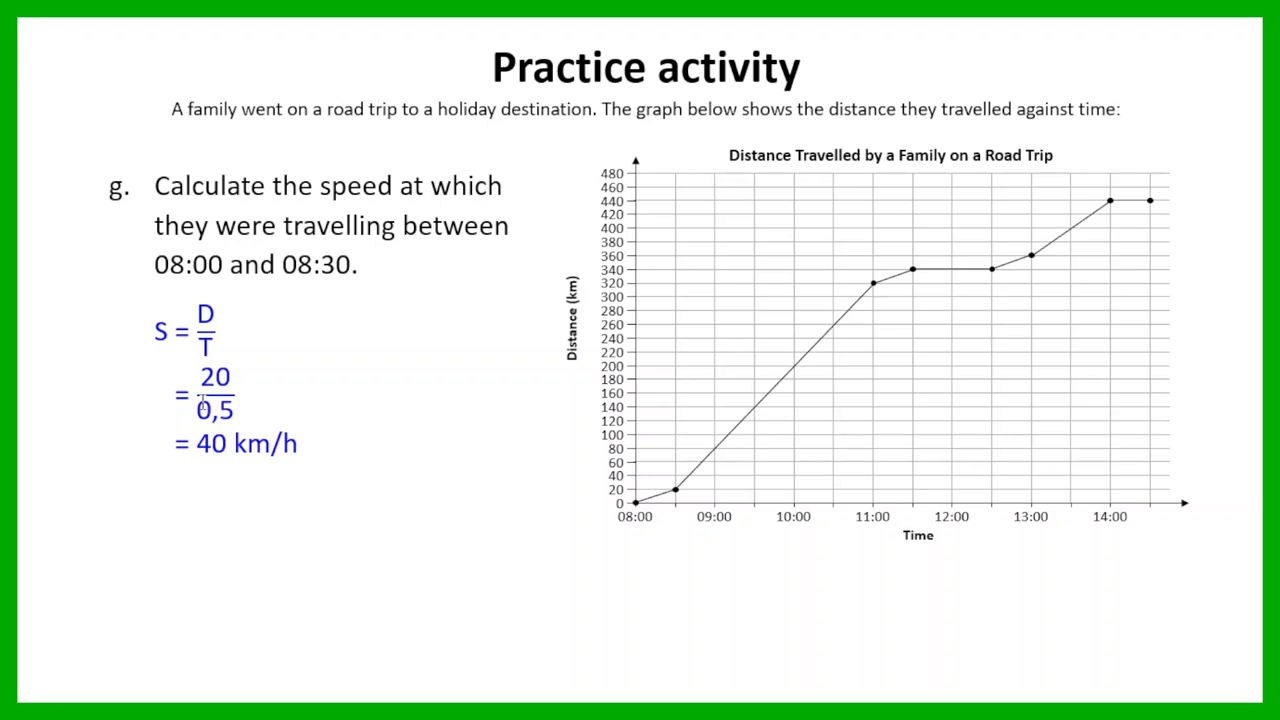 Practice activity
A family went on a road trip to a holiday destination. The graph below shows the distance they travelled against time:
g. Calculate the speed at which
they were travelling between
08:00 and 08:30.
S = D
T
= 20
0,5
= 40 km/h
Distance Travelled by a Family on a Road Trip
Distance (km)
480
460
440
420
400
380
360
340
320
300
280
260
240
220
200
180
160
140
120
100
80
60
40
20
0
08:00 09:00 10:00 11:00 12:00 13:00 14:00
Time